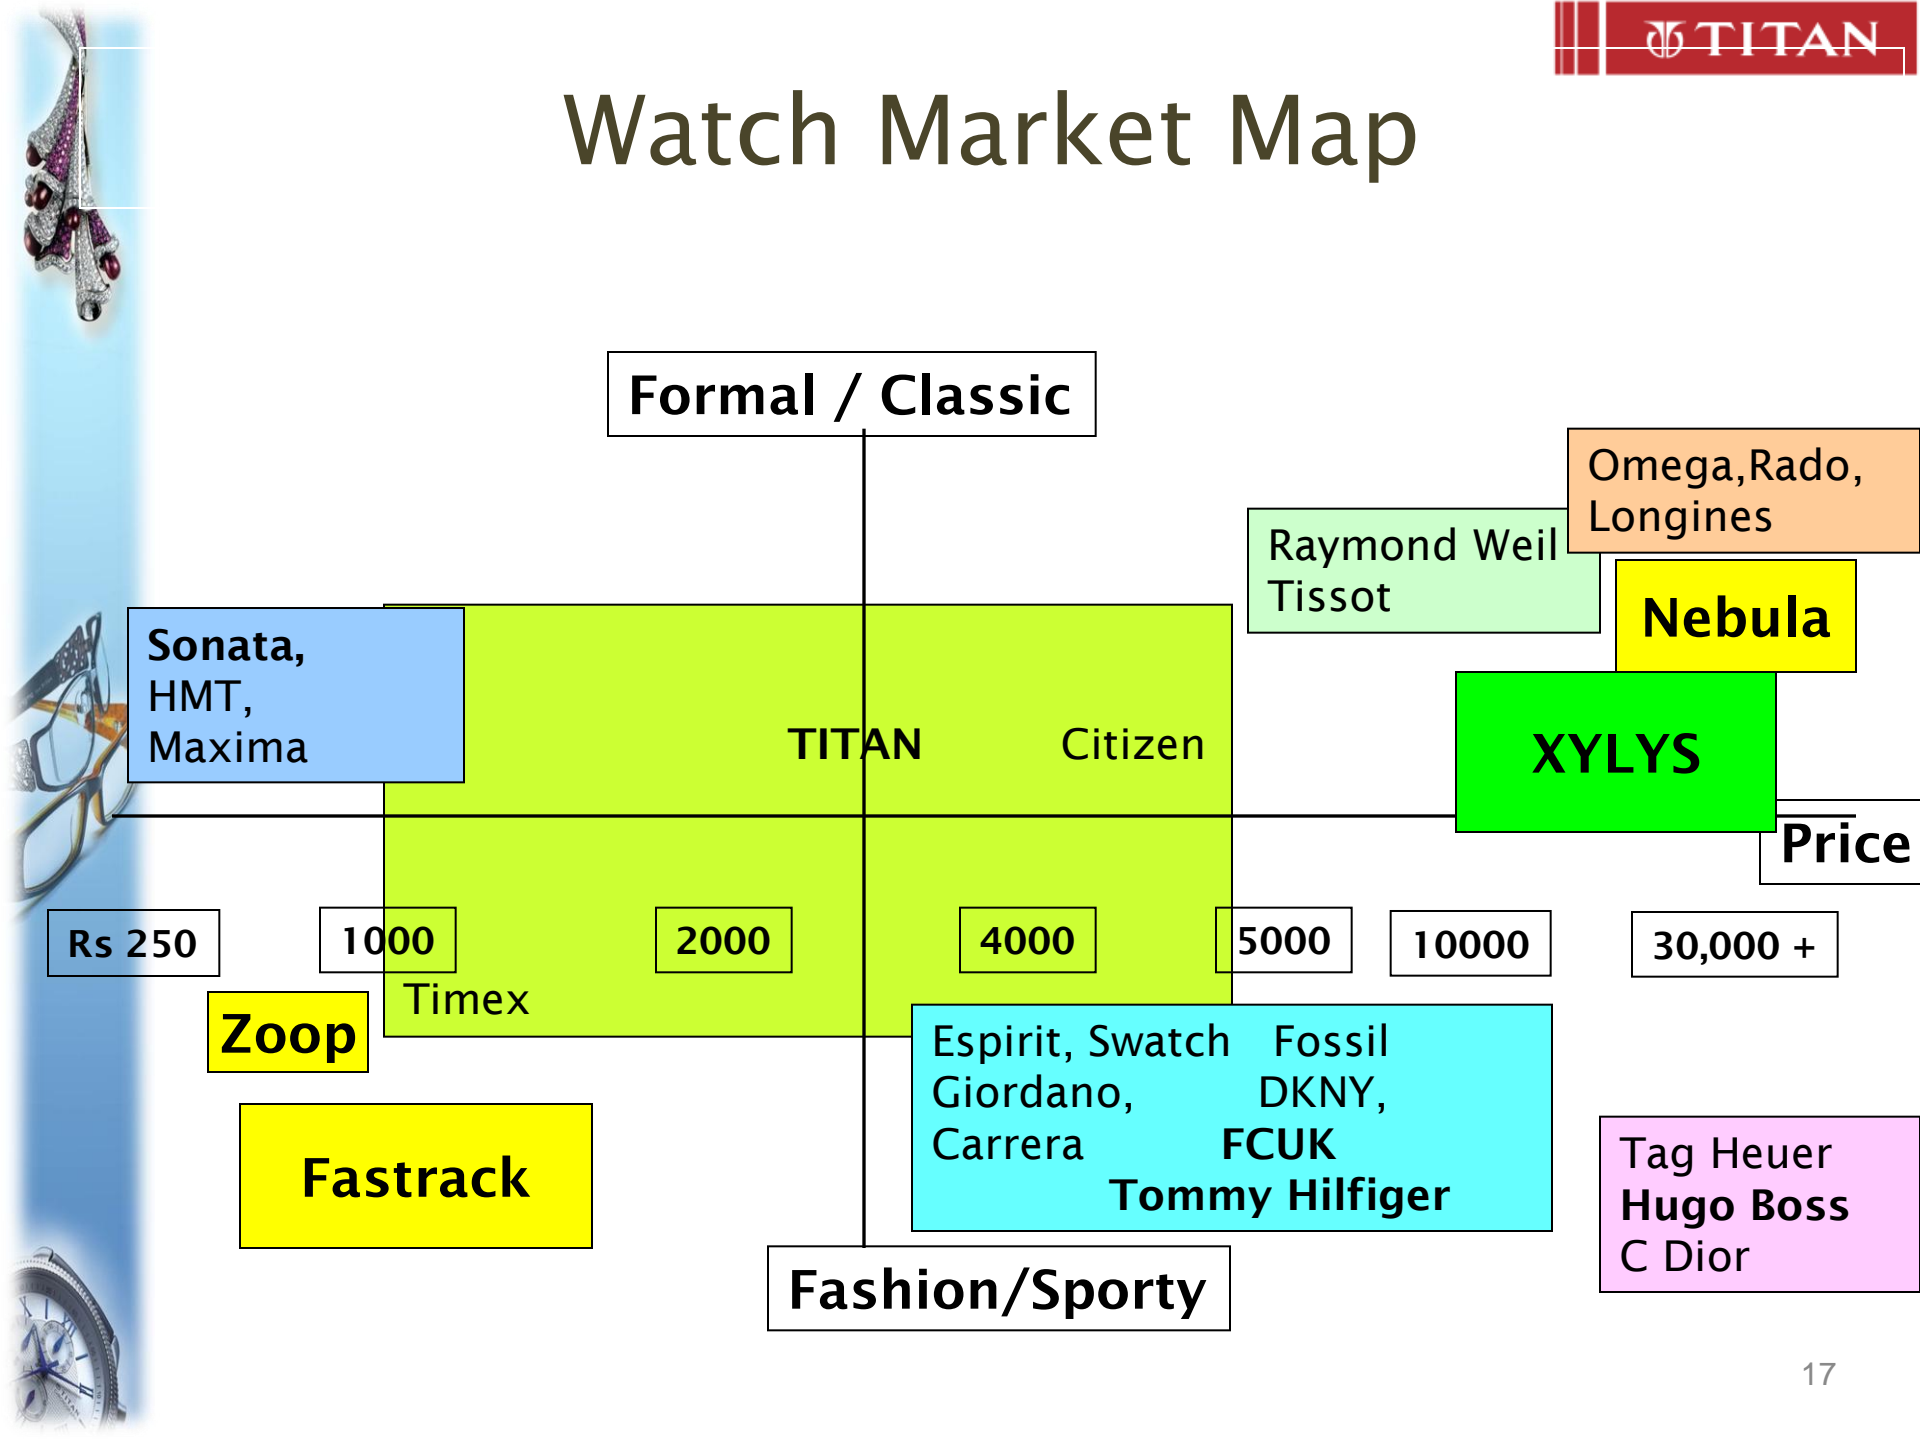 TITAN
Watch Market Map
Formal / Classic
Omega,Rado,
Longines
Raymond Weil
Tissot
Nebula
Sonata,
HMT,
Maxima
TITAN Citizen
XYLYS
Price
Rs 250 1000 2000 4000 5000 10000 30,000 +
Timex
Zoop
Espirit, Swatch Fossil
Giordano, DKNY,
Carrera FCUK
Tommy Hilfiger
Fastrack
Tag Heuer
Hugo Boss
C Dior
Fashion/Sporty
17